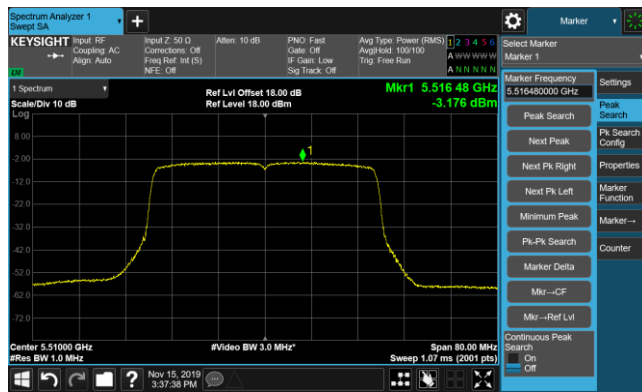 Spectrum Analyzer 1
Swept SA
Marker
KEYSIGHT
Input: RF
Coupling: AC
Align: Auto
Input Z: 50 Ω
Corrections: Off
Freq Ref: Int (S)
NFE: Off
Atten: 10 dB
PNO: Fast
Gate: Off
IF Gain: Low
Sig Track: Off
Avg Type: Power (RMS)
Avg|Hold: 100/100
Trig: Free Run
1 2 3 4 5 6
A W W W W W
A N N N N N
Select Marker
Marker 1
1 Spectrum
Scale/Div 10 dB
Log
Ref Lvl Offset 18.00 dB
Ref Level 18.00 dBm
Mkr1 5.516 48 GHz
-3.176 dBm
8.00
-2.00
-12.0
-22.0
-32.0
-42.0
-52.0
-62.0
-72.0
1
Center 5.51000 GHz
#Res BW 1.0 MHz
#Video BW 3.0 MHz*
Span 80.00 MHz
Sweep 1.07 ms (2001 pts)
Marker Frequency
5.516480000 GHz
Peak Search
Next Peak
Next Pk Right
Next Pk Left
Minimum Peak
Pk-Pk Search
Marker Delta
Mkr→CF
Mkr→Ref Lvl
Continuous Peak
Search
On
Off
Settings
Peak
Search
Pk Search
Config
Properties
Marker
Function
Marker→
Counter
Nov 15, 2019
3:37:38 PM